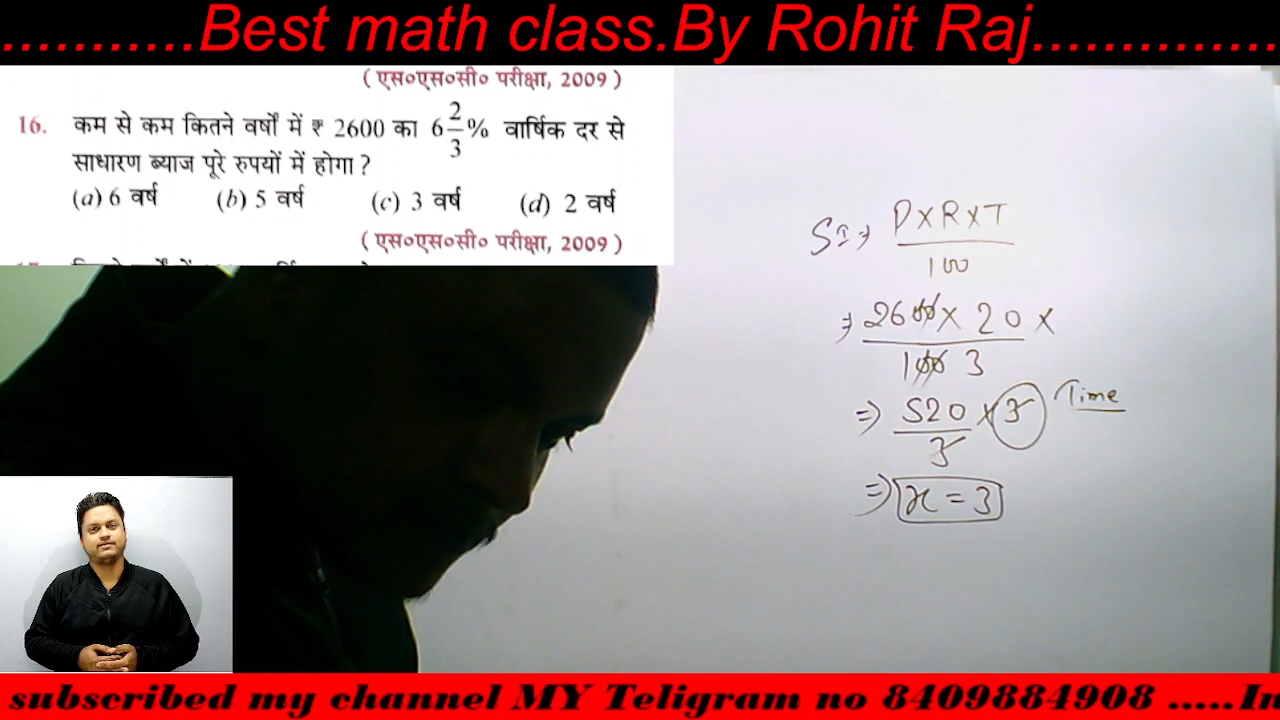 ...........Best math class.By Rohit Raj..............
( एस०एस०सी० परीक्षा, 2009 )
16. कम से कम कितने वर्षों में ₹ 2600 का 6 2/3 % वार्षिक दर से
साधारण ब्याज पूरे रुपयों में होगा ?
(a) 6 वर्ष (b) 5 वर्ष (c) 3 वर्ष (d) 2 वर्ष
( एस०एस०सी० परीक्षा, 2009 )
SI ⇒ P×R×T
100
⇒ 2600 × 20 ×
100 3
⇒ 520 × 3 Time
3
⇒ x = 3
subscribed my channel MY Teligram no 8409884908 .....In